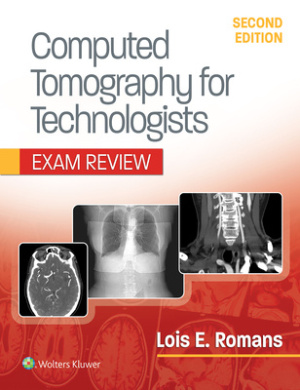 SECOND
EDITION
Computed
Tomography for
Technologists
EXAM REVIEW
Lois E. Romans
Wolters Kluwer